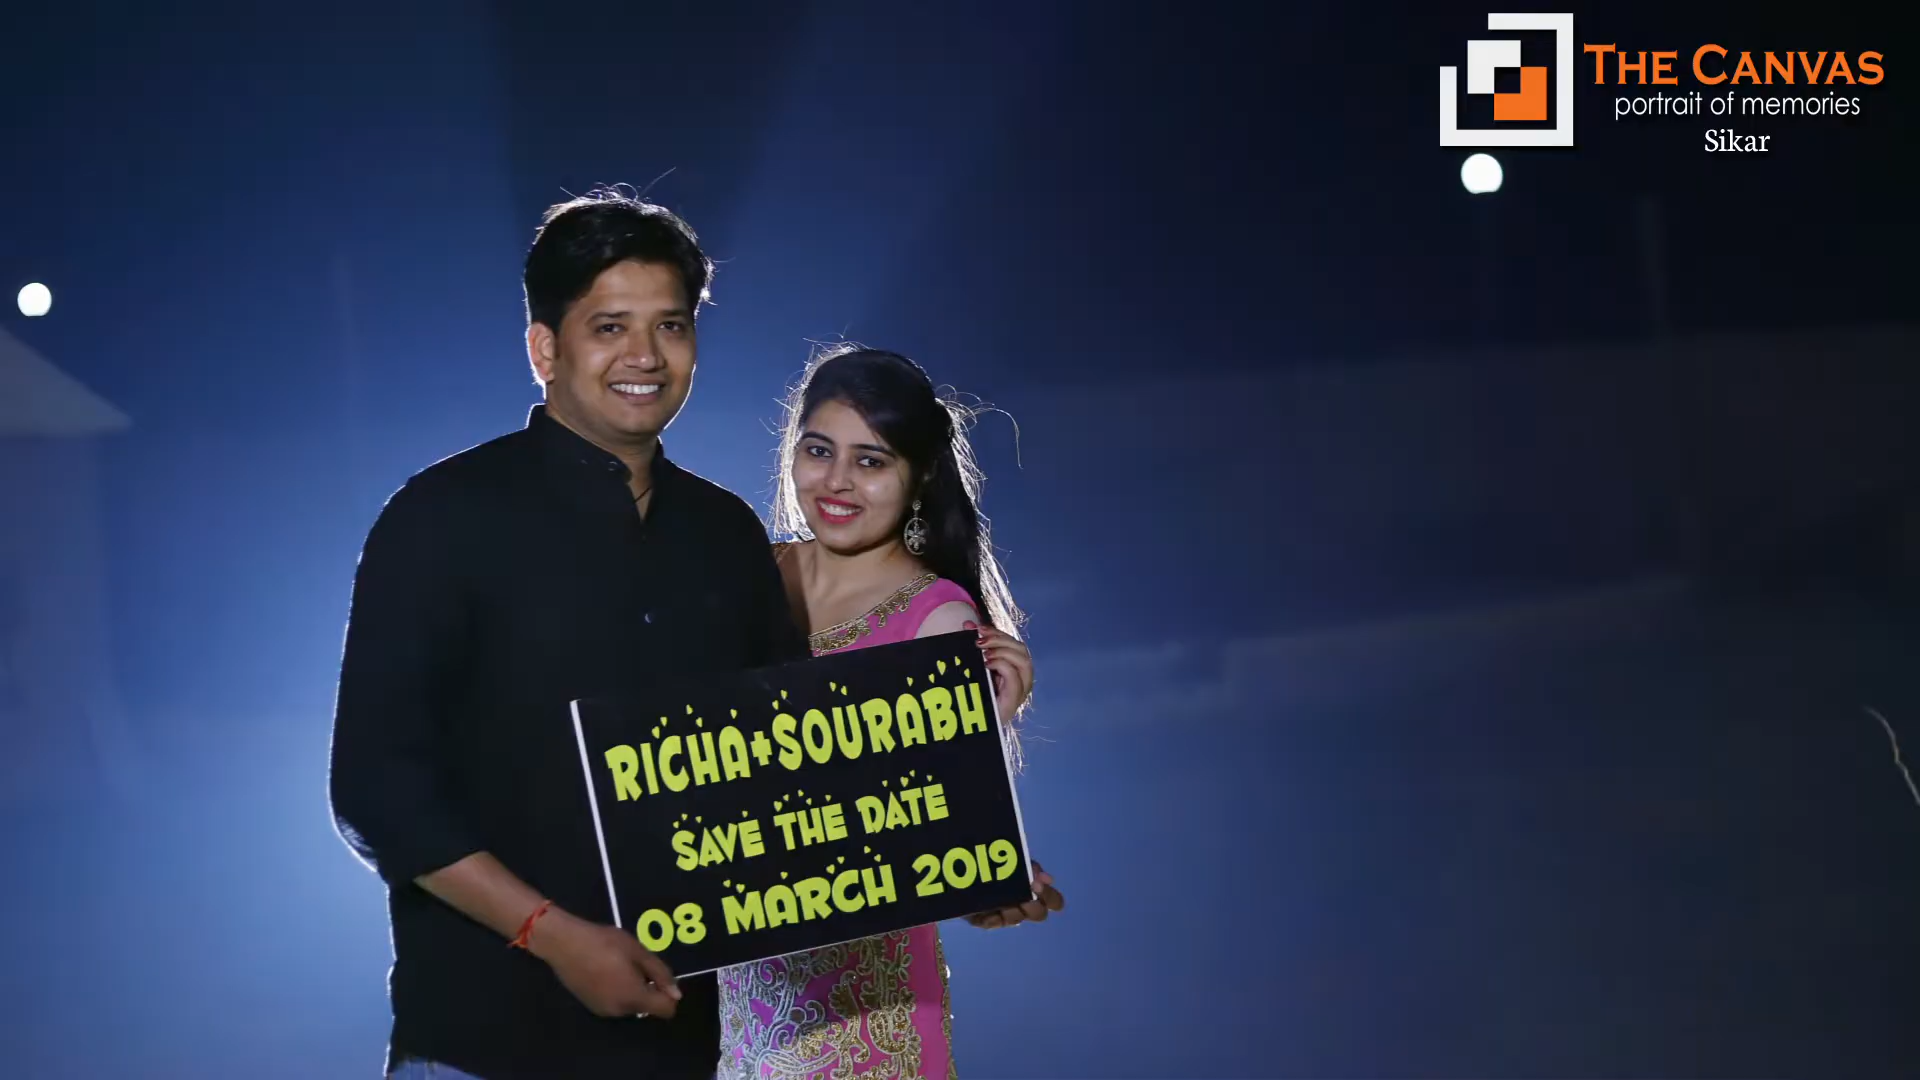 THE CANVAS
portrait of memories
Sikar
RICHA+SOURABH
SAVE THE DATE
08 MARCH 2019